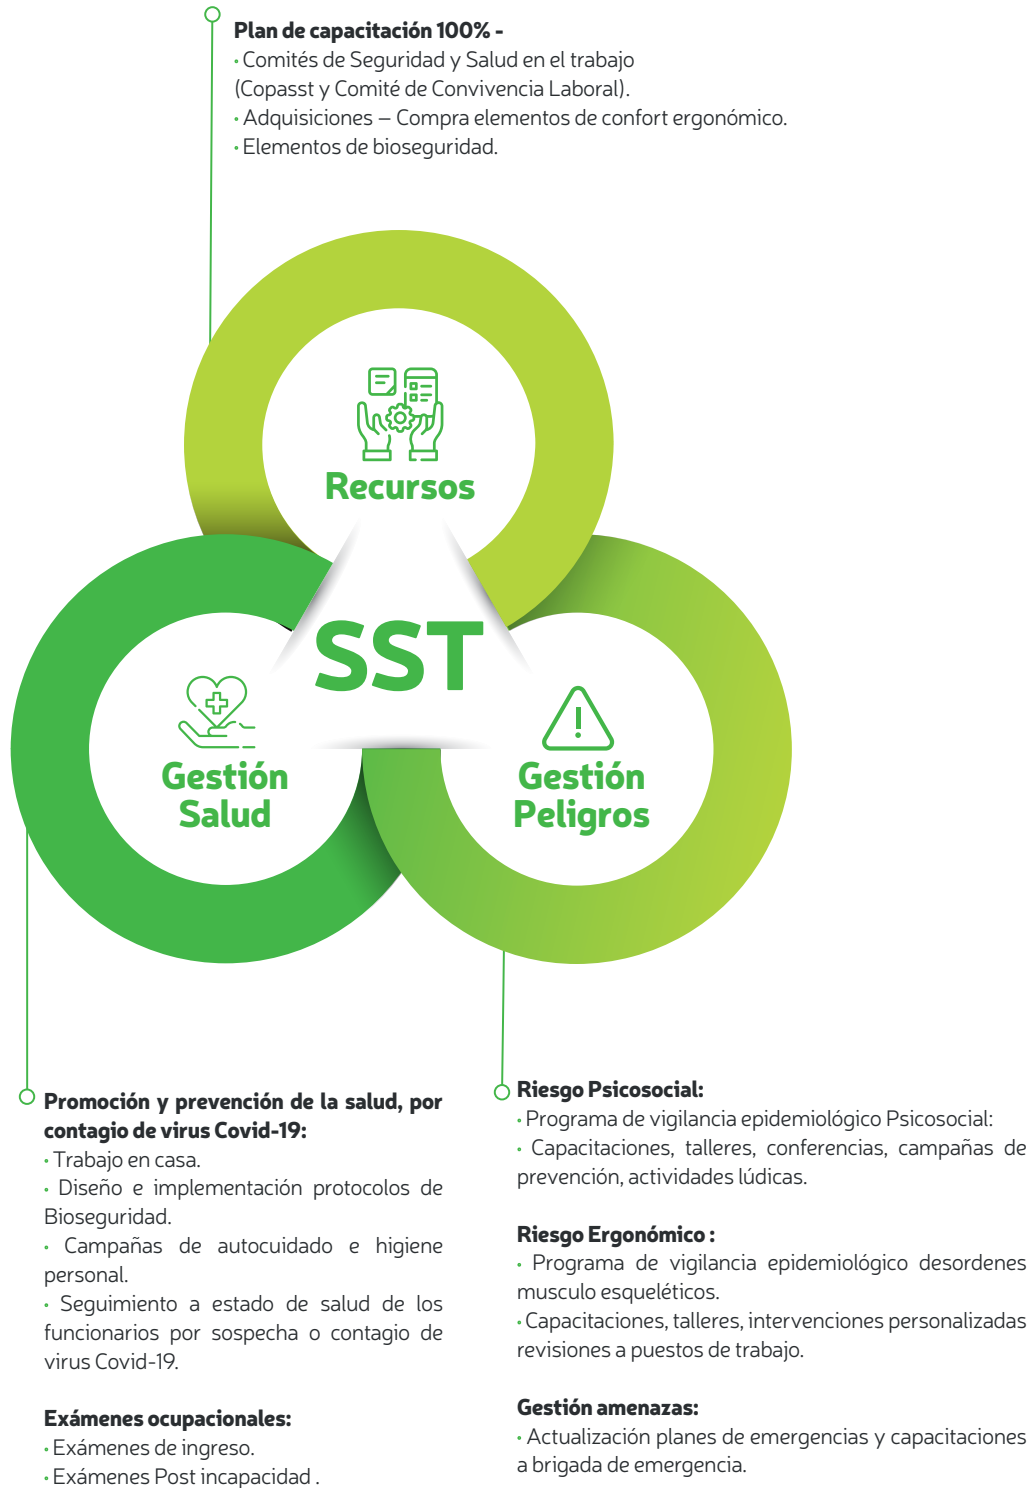 Plan de capacitación 100% -
• Comités de Seguridad y Salud en el trabajo
(Copasst y Comité de Convivencia Laboral).
• Adquisiciones – Compra elementos de confort ergonómico.
• Elementos de bioseguridad.
Recursos
SST
Gestión
Salud
Gestión
Peligros
Promoción y prevención de la salud, por
contagio de virus Covid-19:
• Trabajo en casa.
• Diseño e implementación protocolos de
Bioseguridad.
• Campañas de autocuidado e higiene
personal.
• Seguimiento a estado de salud de los
funcionarios por sospecha o contagio de
virus Covid-19.
Exámenes ocupacionales:
• Exámenes de ingreso.
• Exámenes Post incapacidad .
Riesgo Psicosocial:
• Programa de vigilancia epidemiológico Psicosocial:
• Capacitaciones, talleres, conferencias, campañas de
prevención, actividades lúdicas.
Riesgo Ergonómico :
• Programa de vigilancia epidemiológico desordenes
musculo esqueléticos.
• Capacitaciones, talleres, intervenciones personalizadas
revisiones a puestos de trabajo.
Gestión amenazas:
• Actualización planes de emergencias y capacitaciones
a brigada de emergencia.